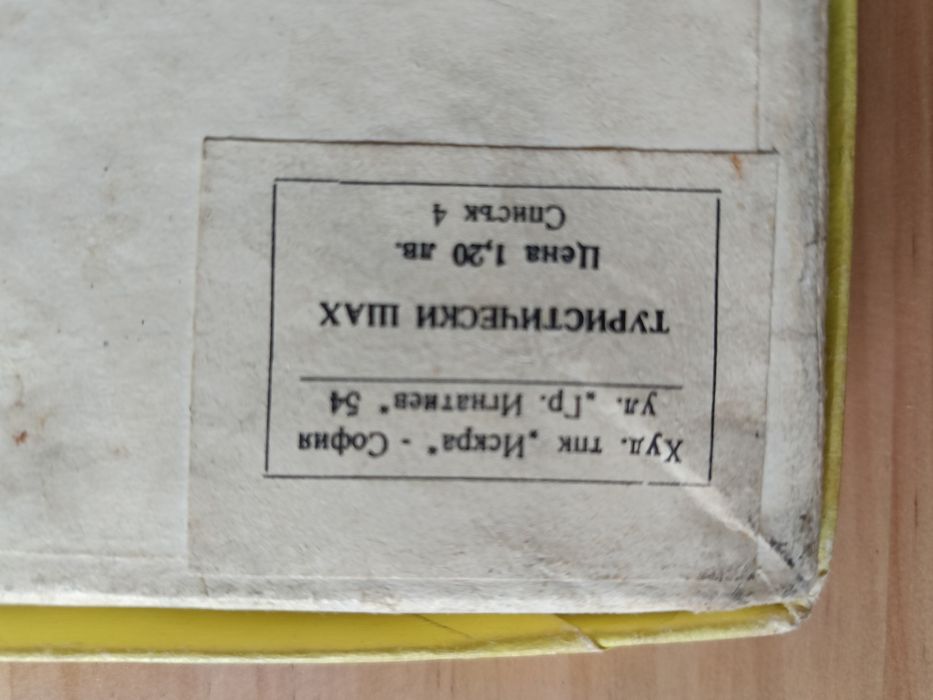 Худ. тпк „Искра" - София
ул. „Гр. Игнатиев" 54
ТУРИСТИЧЕСКИ ШАХ
Цена 1,20 лв.
Списък 4